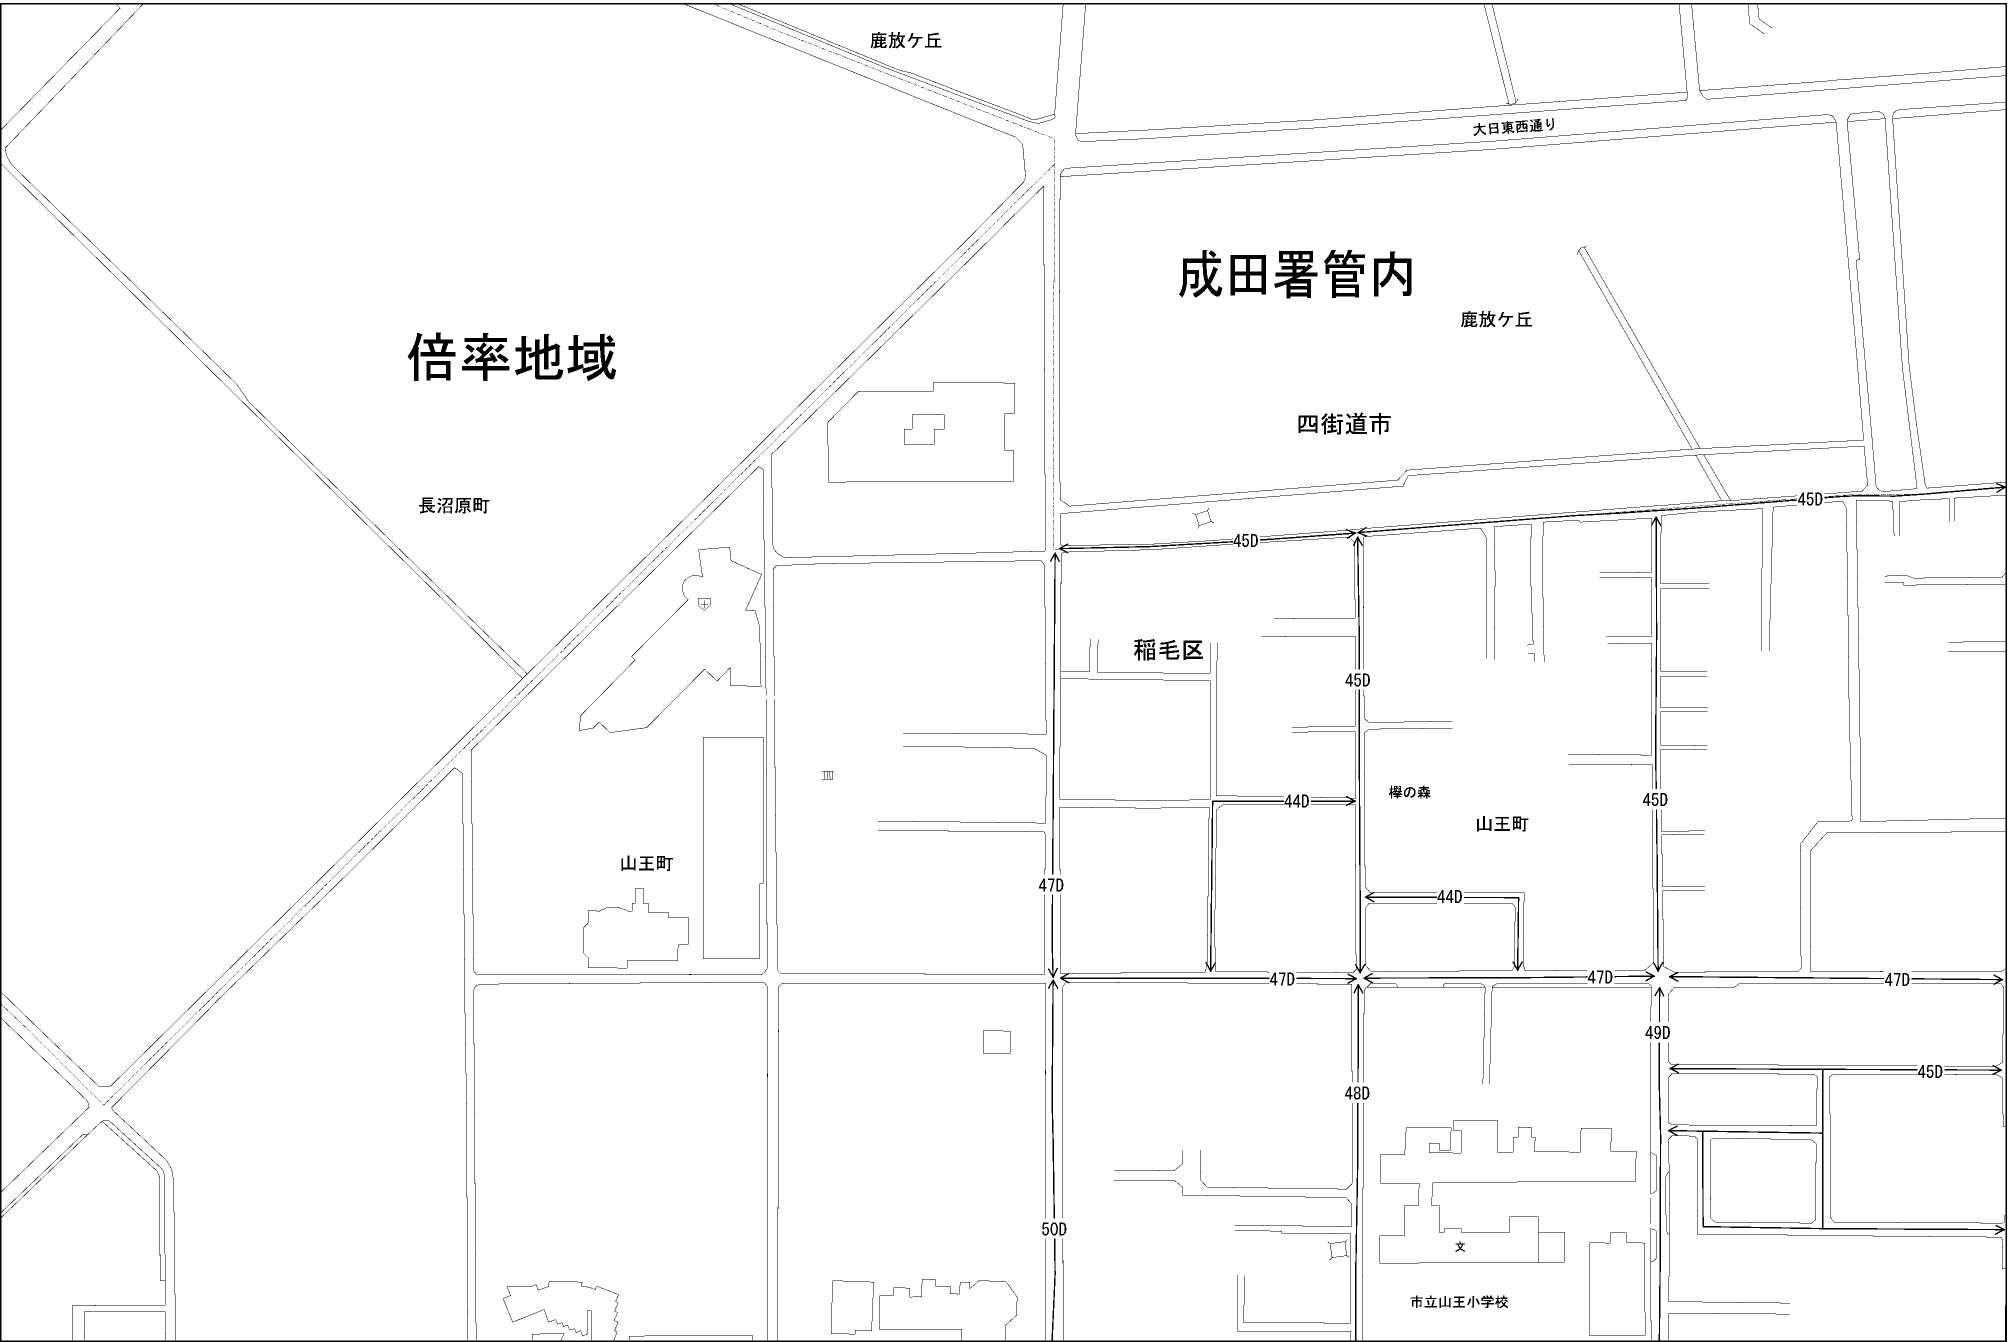 鹿放ケ丘
大日東西通り
成田署管内
鹿放ケ丘
倍率地域
四街道市
長沼原町
45D
45D
稲毛区
45D
44D
欅の森
45D
山王町
山王町
47D
44D
47D
47D
47D
49D
45D
48D
50D
文
市立山王小学校